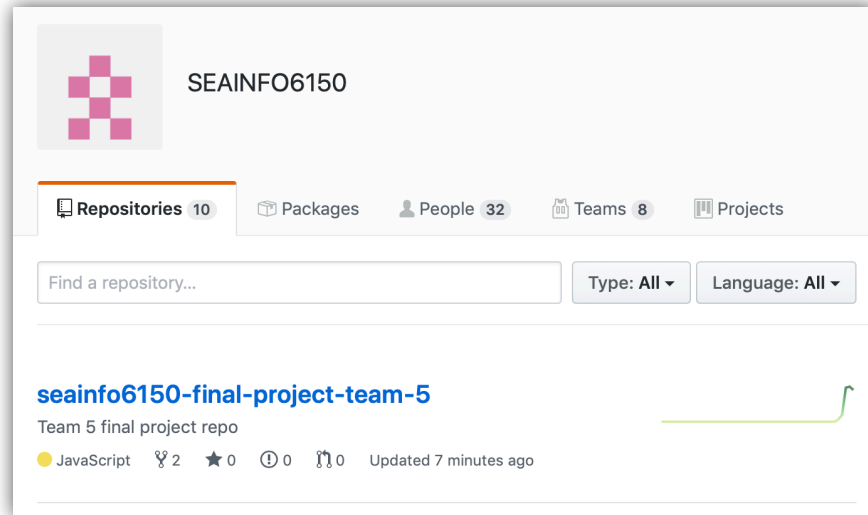 SEAINFO6150
Repositories 10 Packages People 32 Teams 8 Projects
Find a repository... Type: All Language: All
seainfo6150-final-project-team-5
Team 5 final project repo
JavaScript 2 0 0 0 Updated 7 minutes ago